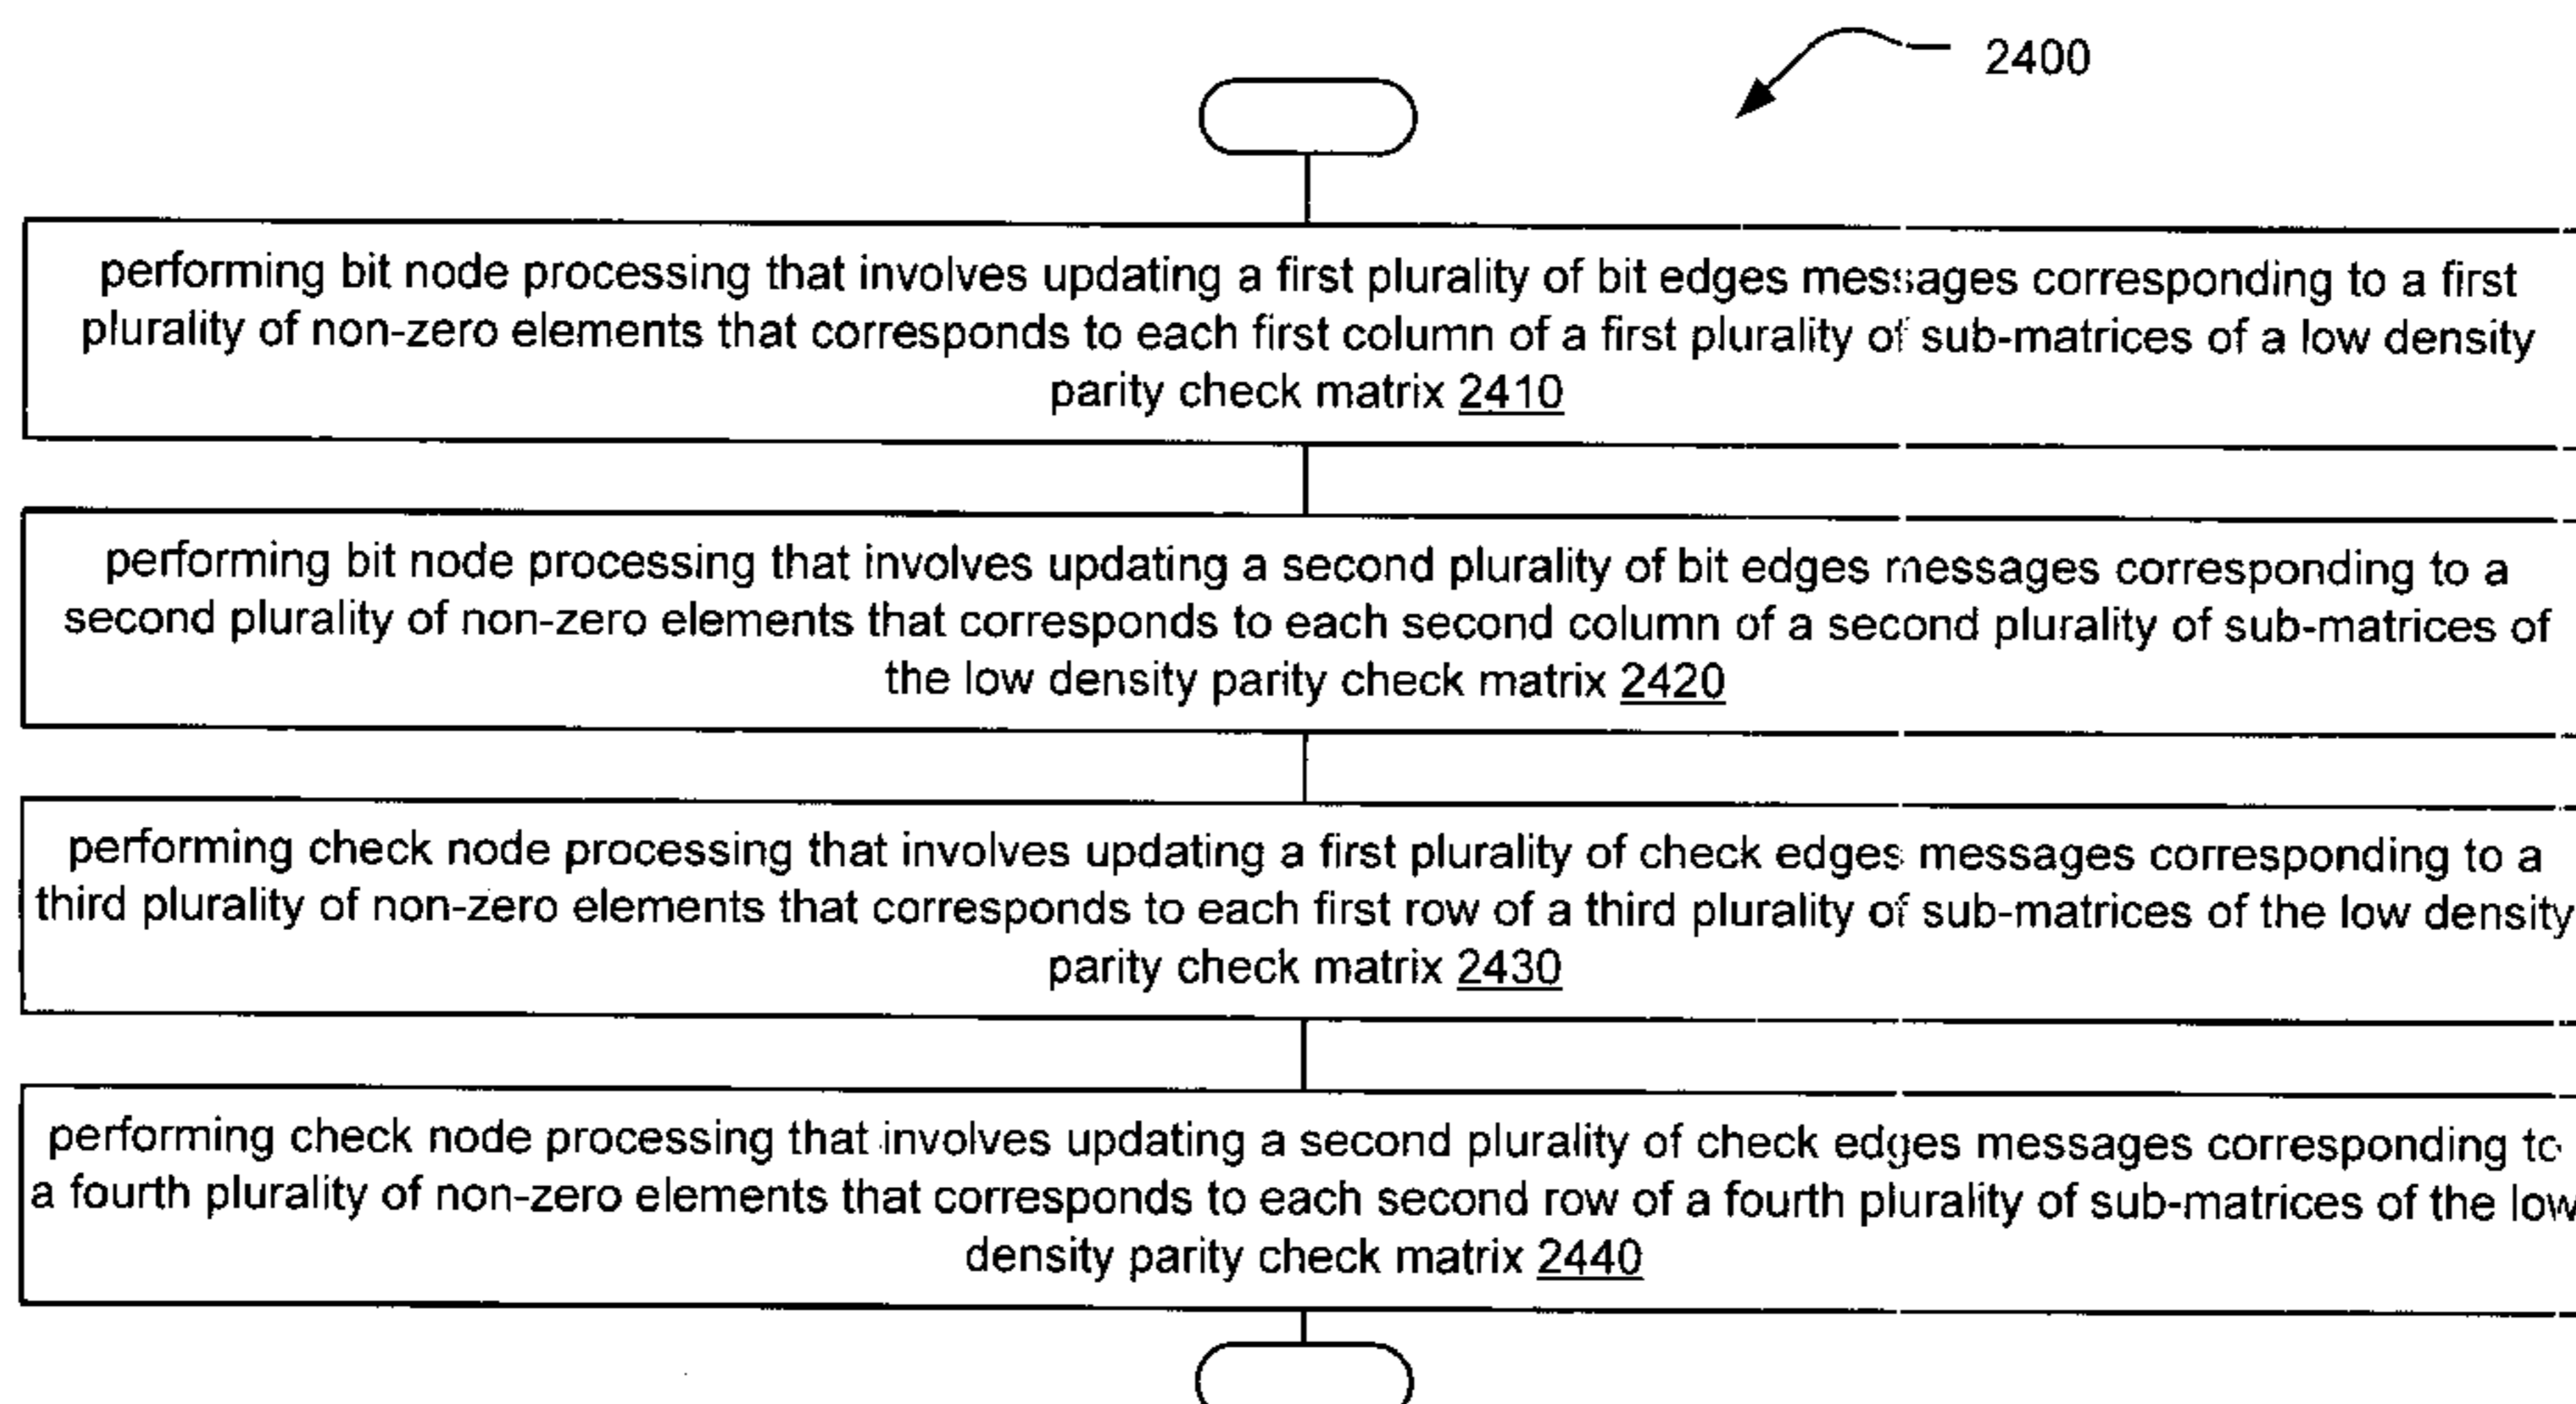 2400
performing bit node processing that involves updating a first plurality of bit edges messages corresponding to a first
plurality of non-zero elements that corresponds to each first column of a first plurality of sub-matrices of a low density
parity check matrix 2410
performing bit node processing that involves updating a second plurality of bit edges messages corresponding to a
second plurality of non-zero elements that corresponds to each second column of a second plurality of sub-matrices of
the low density parity check matrix 2420
performing check node processing that involves updating a first plurality of check edges messages corresponding to a
third plurality of non-zero elements that corresponds to each first row of a third plurality of sub-matrices of the low density
parity check matrix 2430
performing check node processing that involves updating a second plurality of check edges messages corresponding to
a fourth plurality of non-zero elements that corresponds to each second row of a fourth plurality of sub-matrices of the low
density parity check matrix 2440